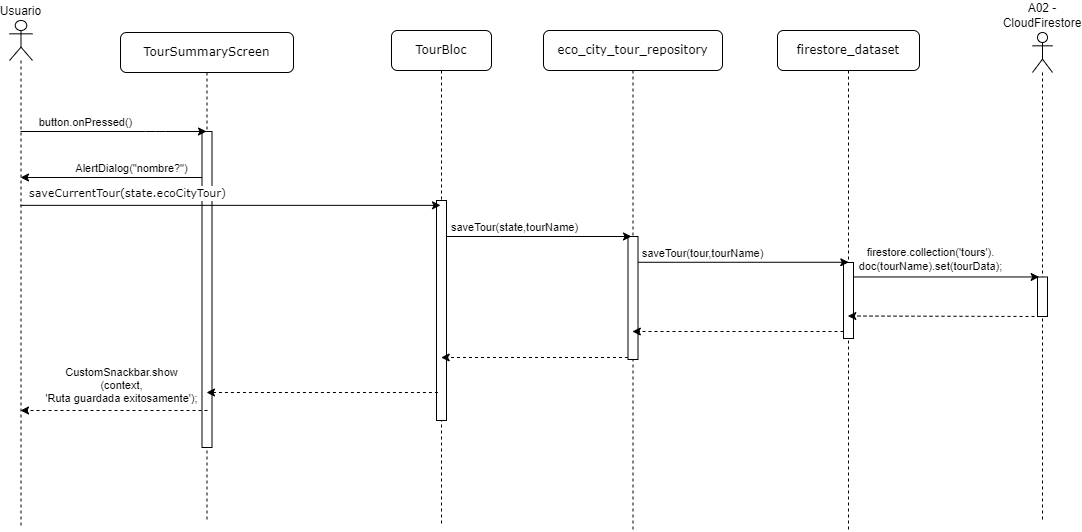 Usuario
A02 -
CloudFirestore
TourSummaryScreen
TourBloc
eco_city_tour_repository
firestore_dataset
button.onPressed()
AlertDialog("nombre?")
saveCurrentTour(state.ecoCityTour)
saveTour(state,tourName)
saveTour(tour,tourName)
firestore.collection('tours').
doc(tourName).set(tourData);
CustomSnackbar.show
(context,
'Ruta guardada exitosamente');